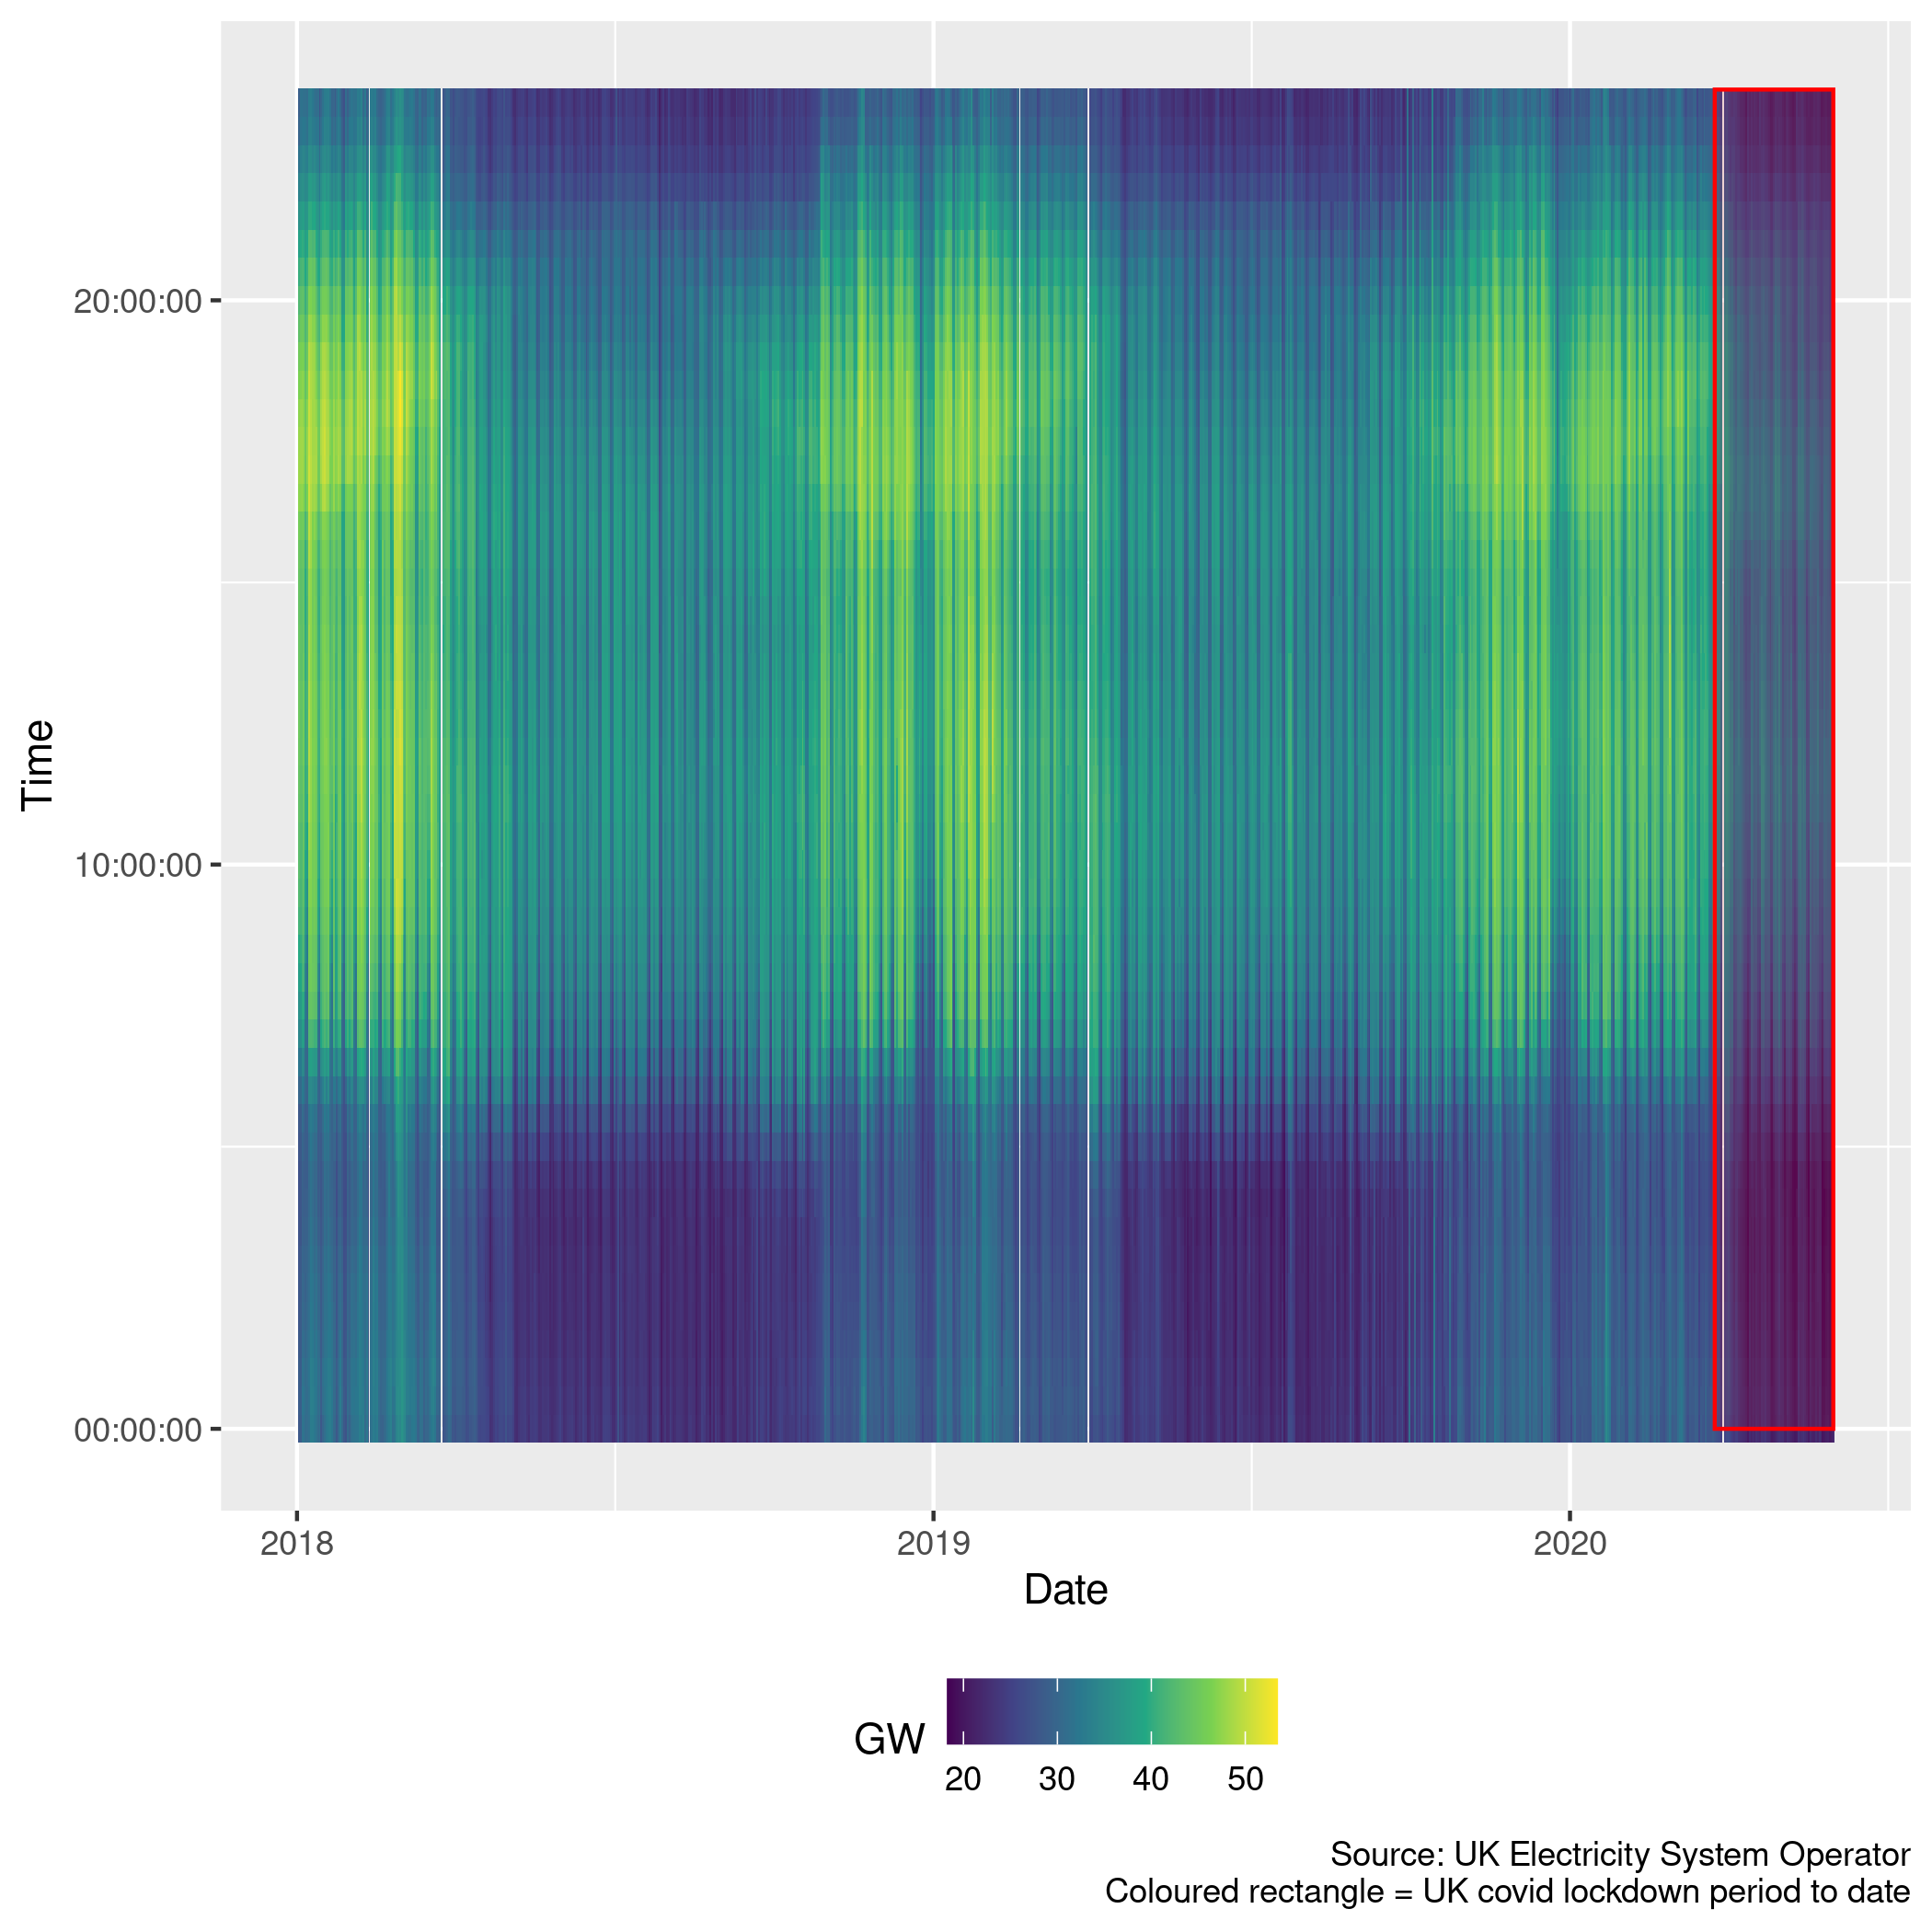 Time
20:00:00
10:00:00
00:00:00
2018 2019 2020
Date
GW
20 30 40 50
Source: UK Electricity System Operator
Coloured rectangle = UK covid lockdown period to date